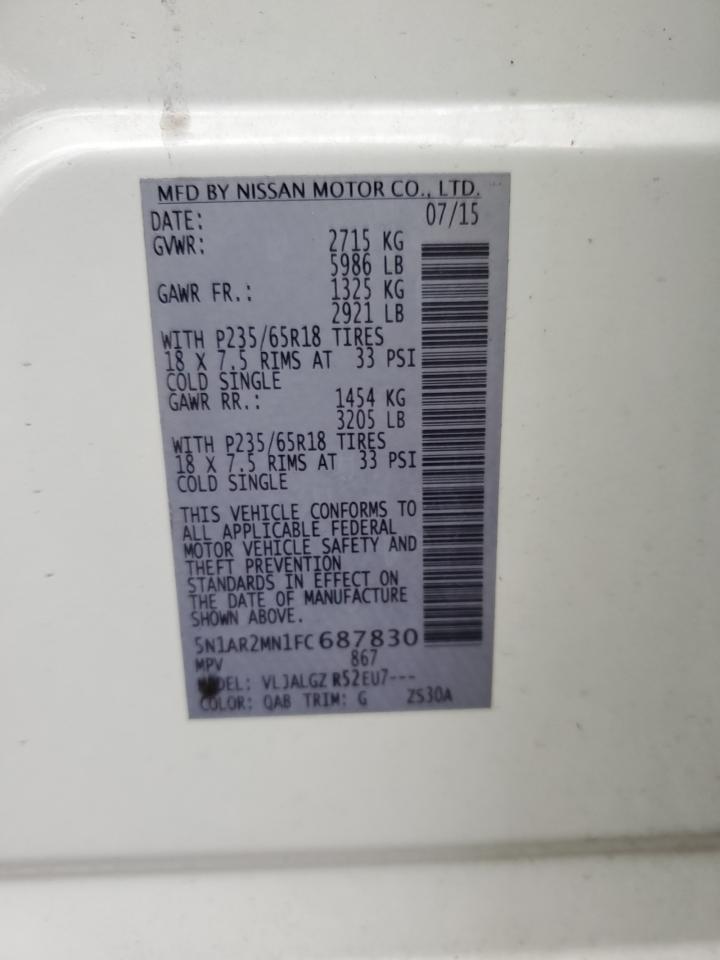 MFD BY NISSAN MOTOR CO., LTD.
DATE: 07/15
GVWR: 2715 KG
5986 LB
GAWR FR.: 1325 KG
2921 LB
WITH P235/65R18 TIRES
18 X 7.5 RIMS AT 33 PSI
COLD SINGLE
GAWR RR.: 1454 KG
3205 LB
WITH P235/65R18 TIRES
18 X 7.5 RIMS AT 33 PSI
COLD SINGLE
THIS VEHICLE CONFORMS TO
ALL APPLICABLE FEDERAL
MOTOR VEHICLE SAFETY AND
THEFT PREVENTION
STANDARDS IN EFFECT ON
THE DATE OF MANUFACTURE
SHOWN ABOVE.
5N1AR2MN1FC687830
MPV 867
MODEL: VLJALGZ R52EU7---
COLOR: QAB TRIM: G ZS30A